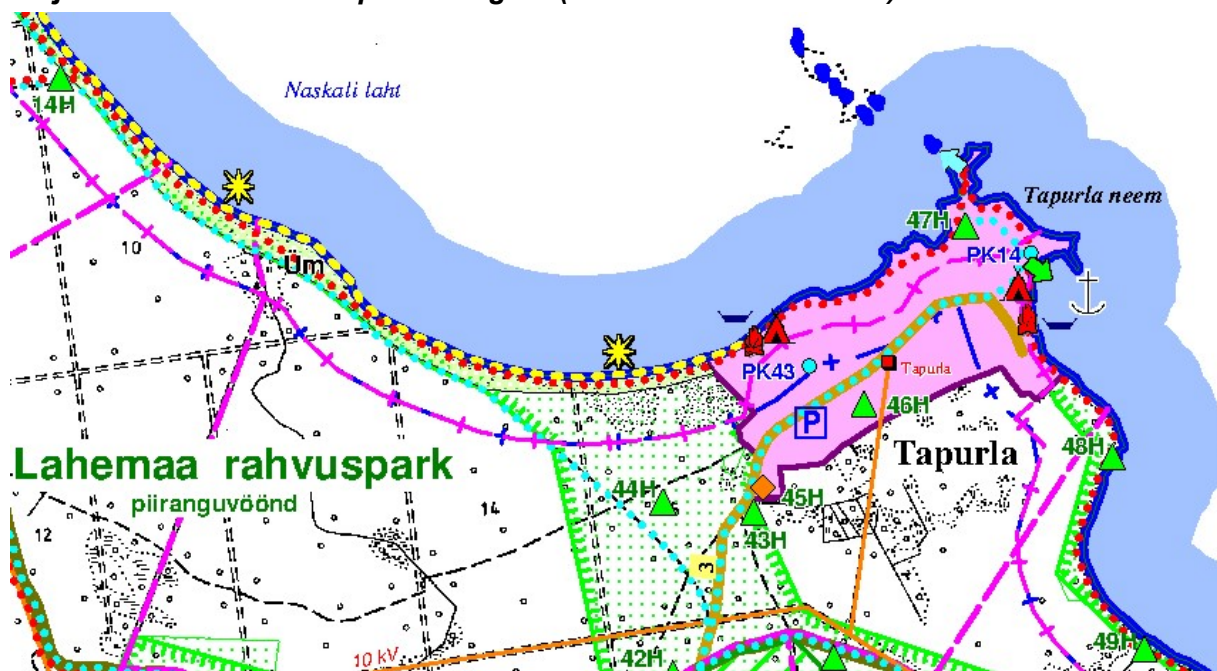 Naskali laht
14H
Tapurla neem
47H
PK14
10
Üm
PK43
Tapurla
46H
P
Lahemaa rahvuspark
piiranguvöönd
Tapurla
48H
44H
45H
14
43H
12
3
10 kV
42H
49H